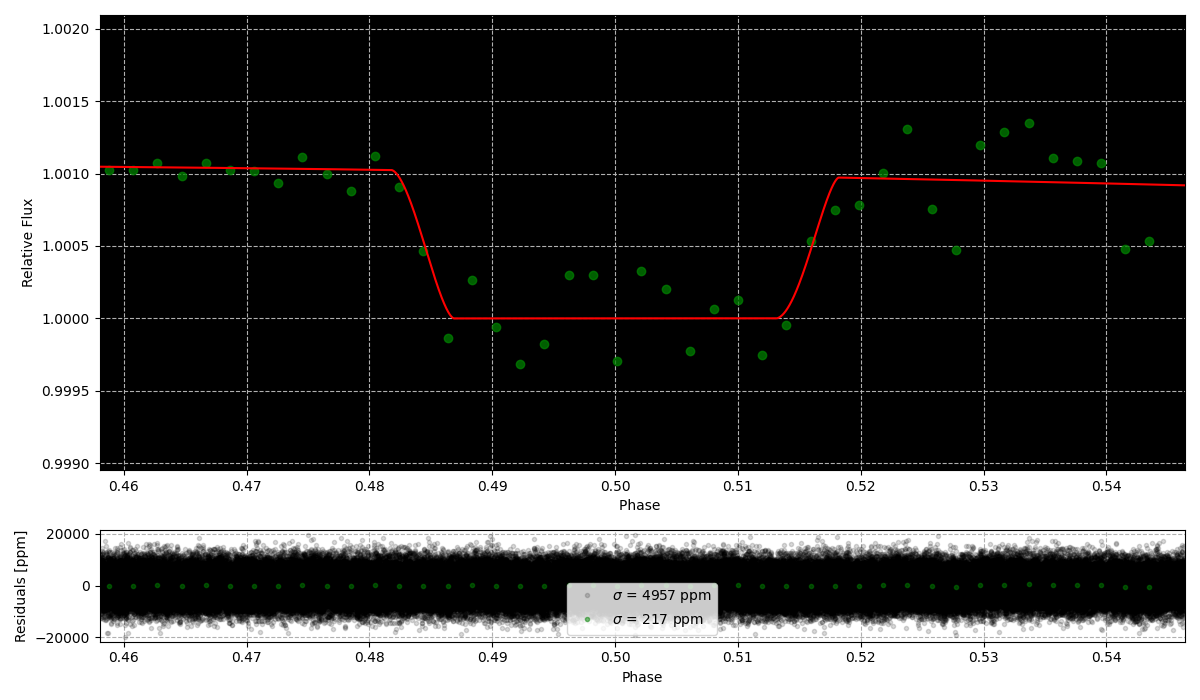 1.0020
1.0015
1.0010
1.0005
1.0000
0.9995
0.9990
Relative Flux
0.46 0.47 0.48 0.49 0.50 0.51 0.52 0.53 0.54
Phase
20000
0
−20000
Residuals [ppm]
σ = 4957 ppm
σ = 217 ppm
0.46 0.47 0.48 0.49 0.50 0.51 0.52 0.53 0.54
Phase